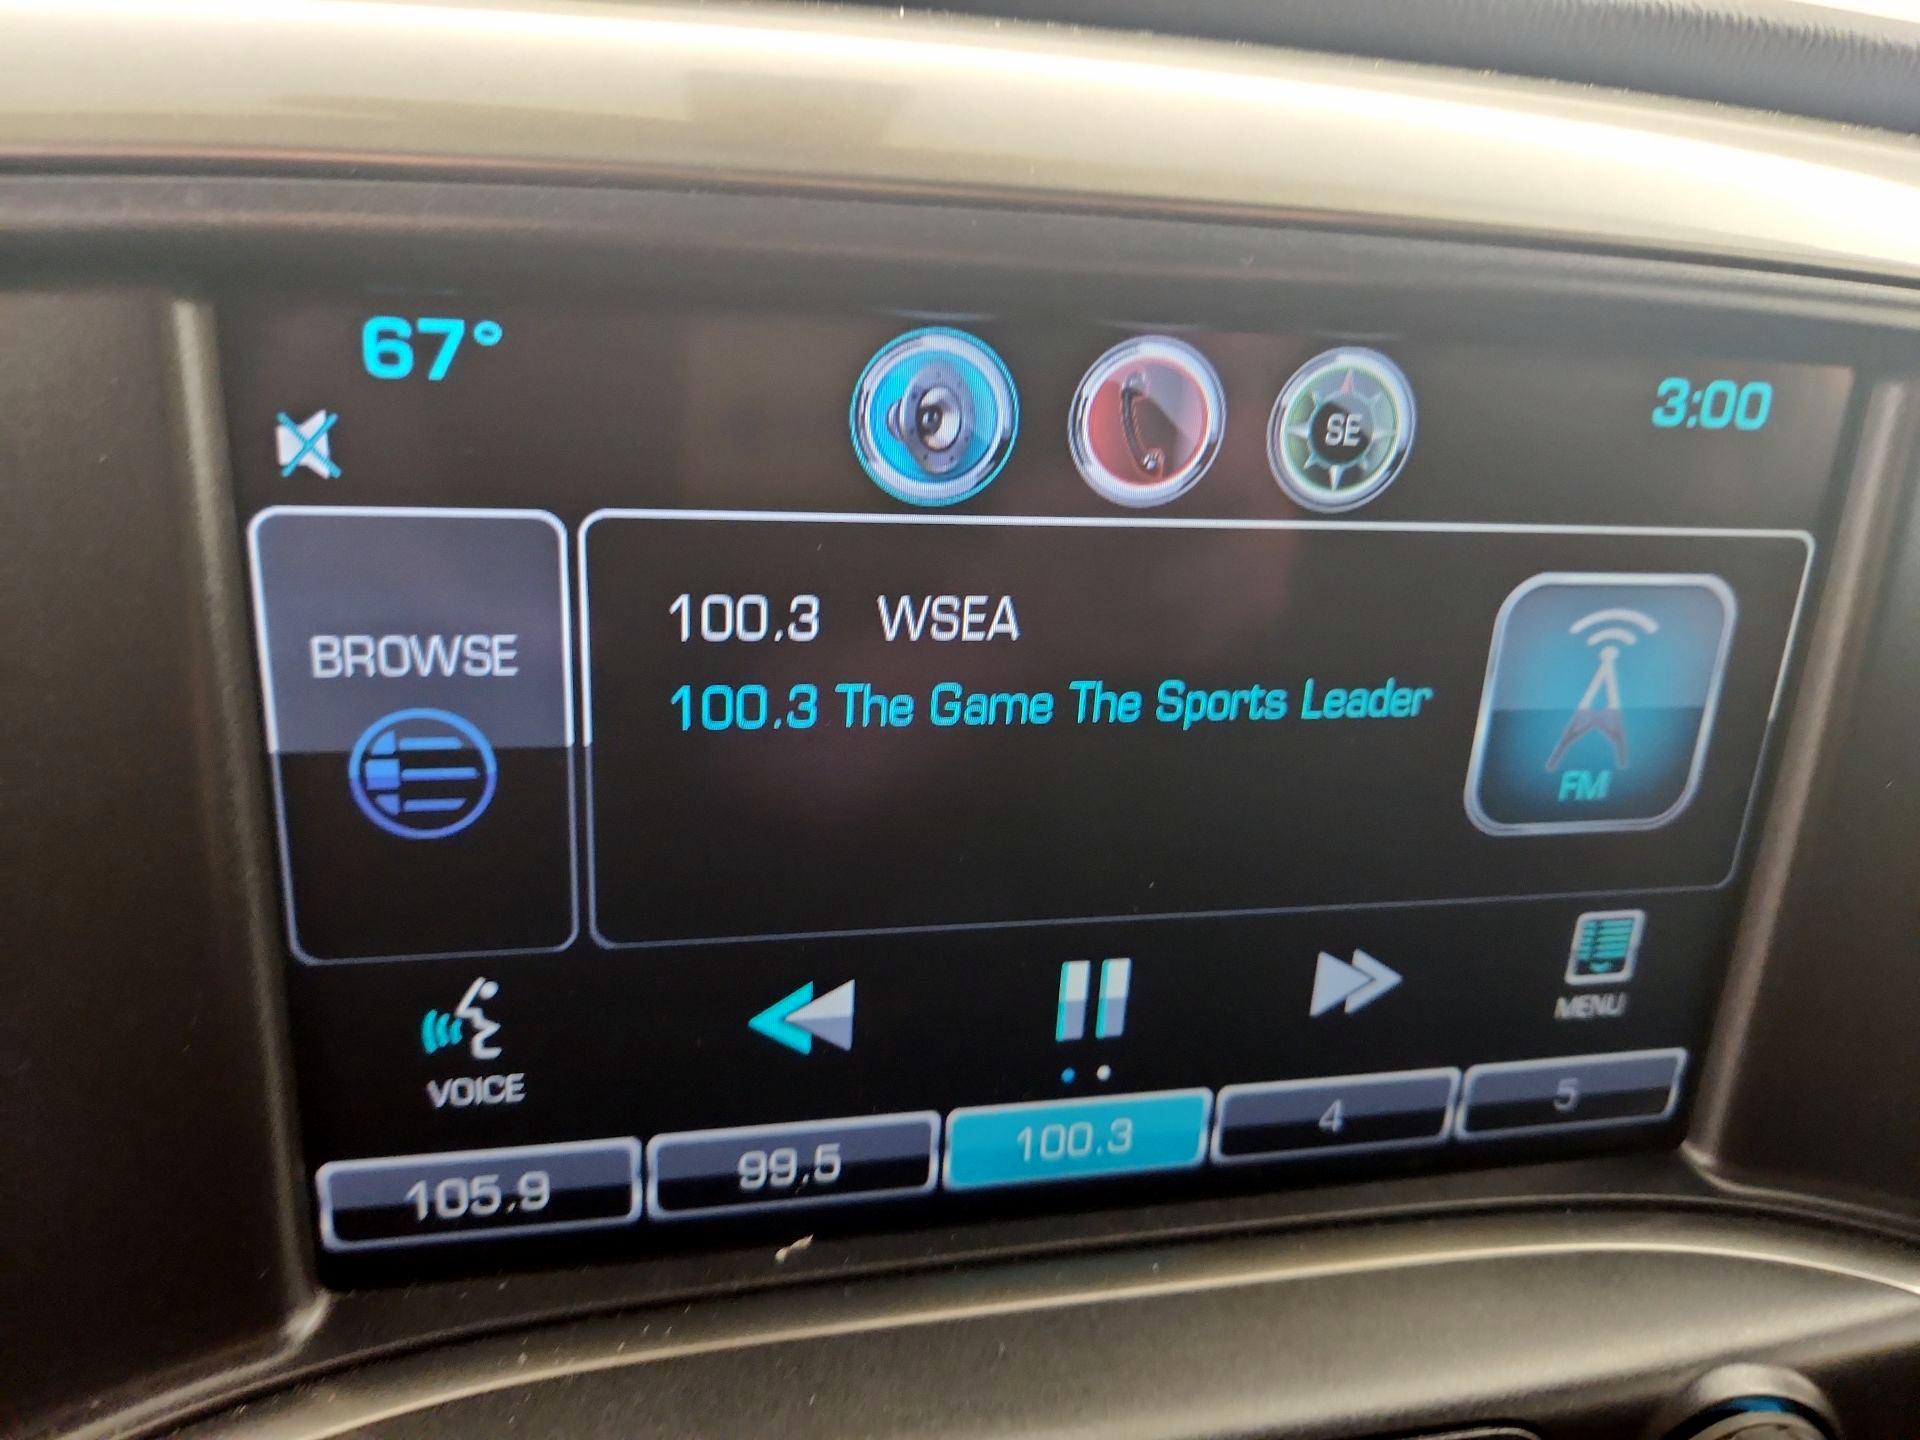 67°
SE
3:00
BROWSE
100.3 WSEA
100.3 The Game The Sports Leader
FM
VOICE
MENU
105.9
99.5
100.3
4
5